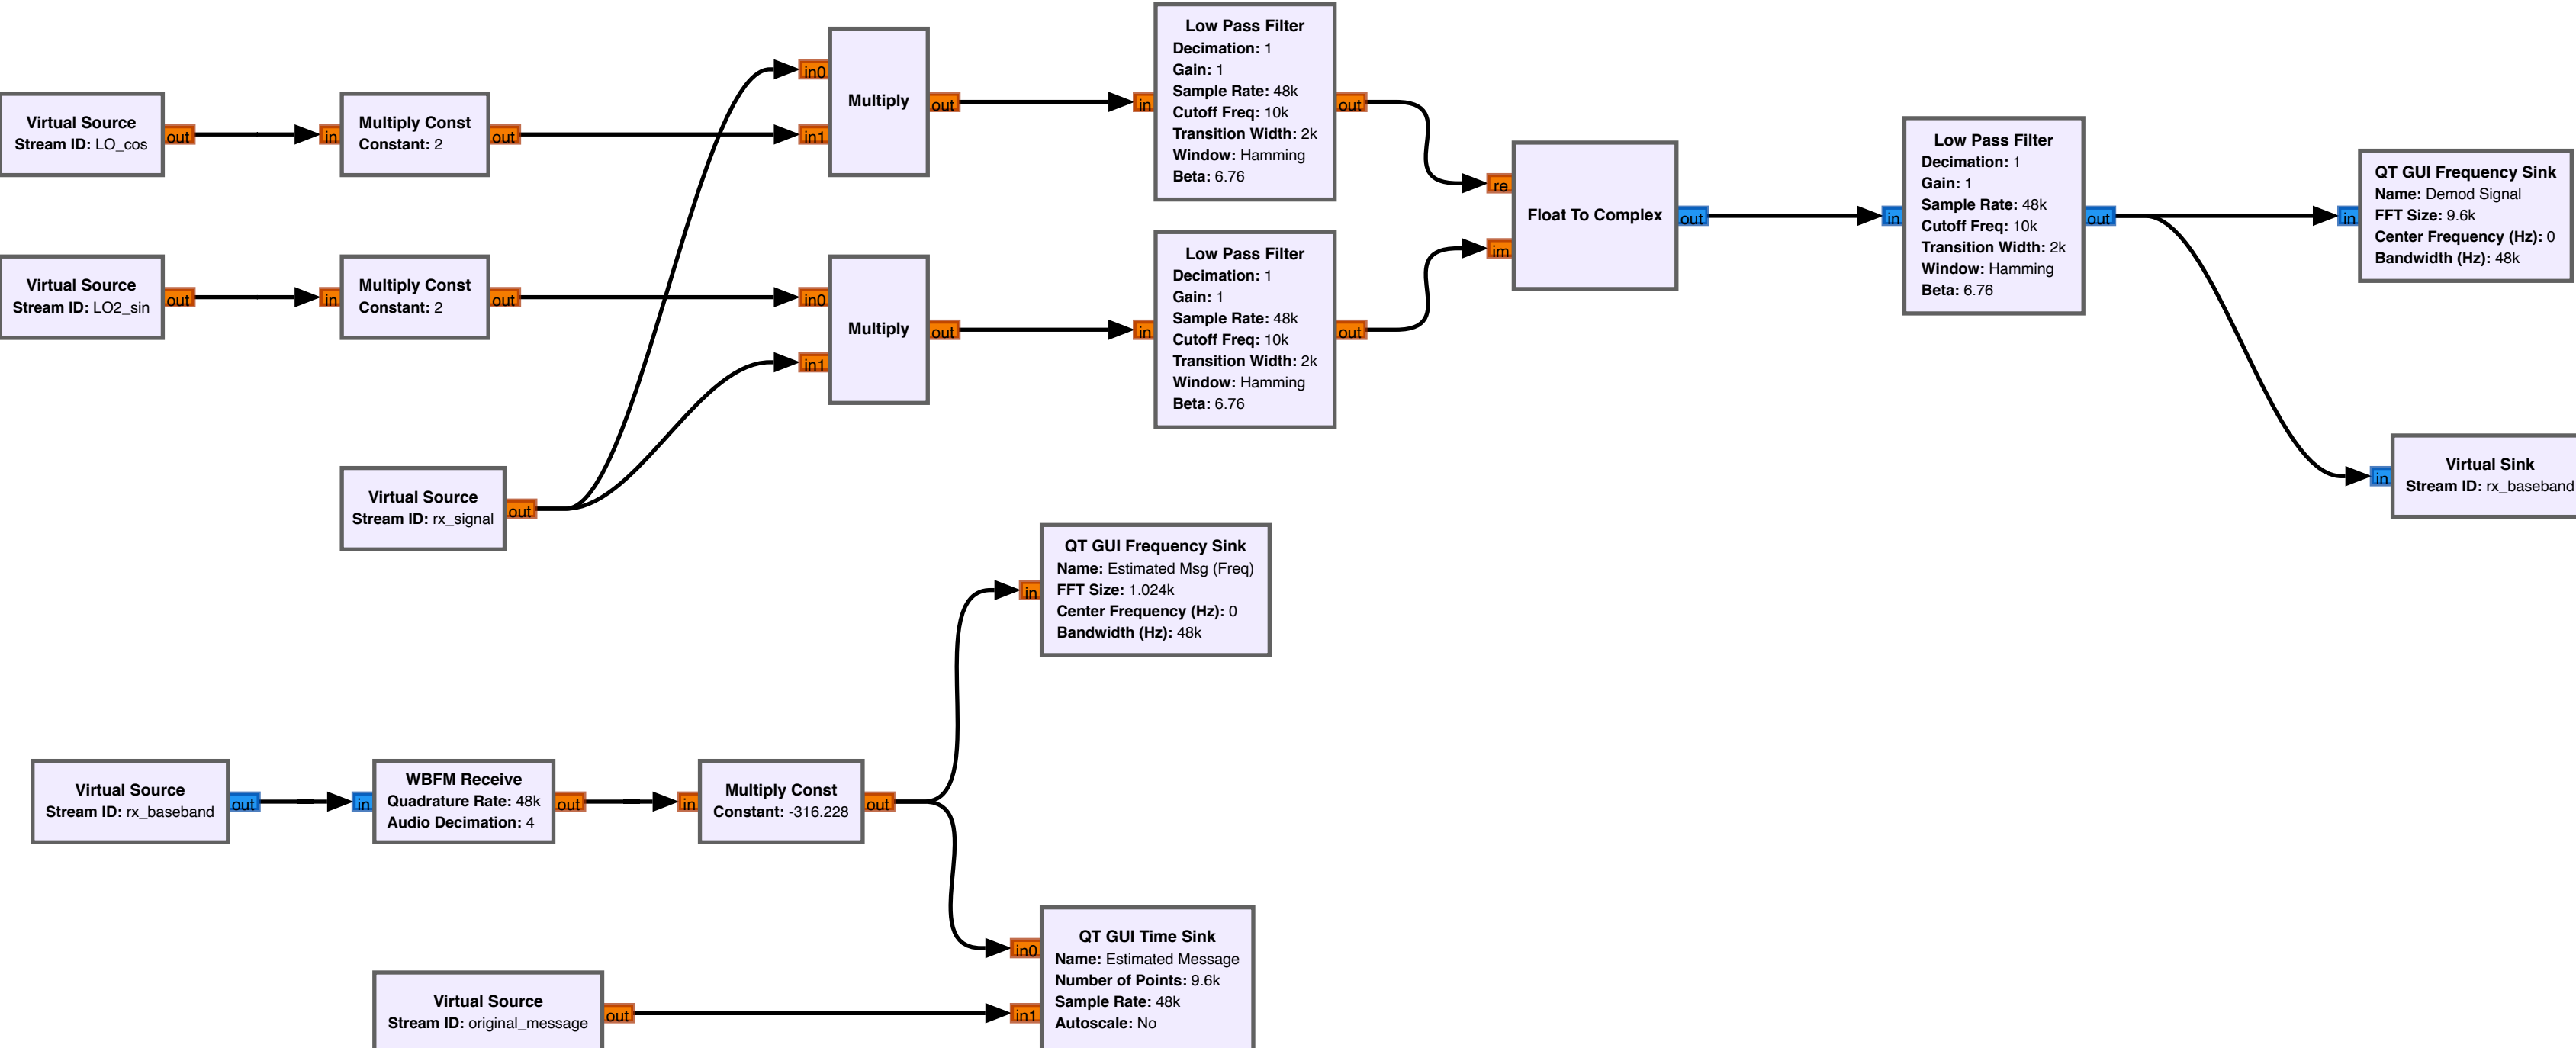 Virtual Source
Stream ID: LO_cos
out
in
Multiply Const
Constant: 2
out
in0
in1
Multiply
out
in
Low Pass Filter
Decimation: 1
Gain: 1
Sample Rate: 48k
Cutoff Freq: 10k
Transition Width: 2k
Window: Hamming
Beta: 6.76
out
Virtual Source
Stream ID: LO2_sin
out
in
Multiply Const
Constant: 2
out
in0
in1
Multiply
out
in
Low Pass Filter
Decimation: 1
Gain: 1
Sample Rate: 48k
Cutoff Freq: 10k
Transition Width: 2k
Window: Hamming
Beta: 6.76
out
re
im
Float To Complex
out
in
Low Pass Filter
Decimation: 1
Gain: 1
Sample Rate: 48k
Cutoff Freq: 10k
Transition Width: 2k
Window: Hamming
Beta: 6.76
out
in
QT GUI Frequency Sink
Name: Demod Signal
FFT Size: 9.6k
Center Frequency (Hz): 0
Bandwidth (Hz): 48k
in
Virtual Sink
Stream ID: rx_baseband
Virtual Source
Stream ID: rx_signal
out
in
QT GUI Frequency Sink
Name: Estimated Msg (Freq)
FFT Size: 1.024k
Center Frequency (Hz): 0
Bandwidth (Hz): 48k
Virtual Source
Stream ID: rx_baseband
out
in
WBFM Receive
Quadrature Rate: 48k
Audio Decimation: 4
out
in
Multiply Const
Constant: -316.228
out
in0
in1
QT GUI Time Sink
Name: Estimated Message
Number of Points: 9.6k
Sample Rate: 48k
Autoscale: No
Virtual Source
Stream ID: original_message
out